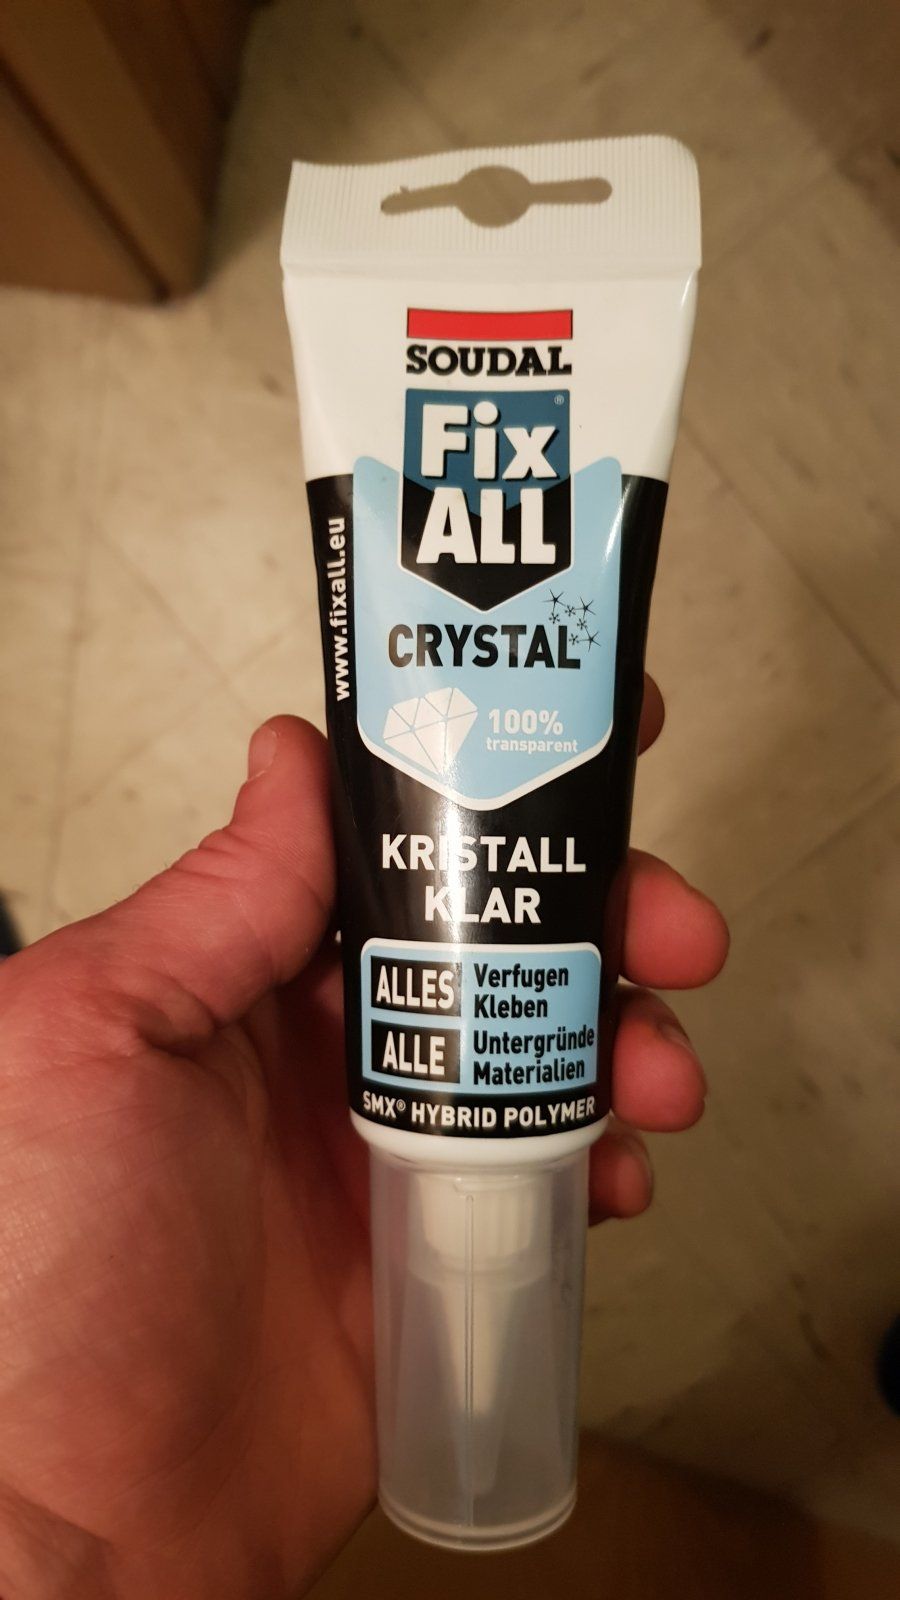 SOUDAL
Fix®
ALL
CRYSTAL
100%
transparent
www.fixall.eu
KRISTALL
KLAR
ALLES Verfugen
Kleben
ALLE Untergründe
Materialien
SMX® HYBRID POLYMER